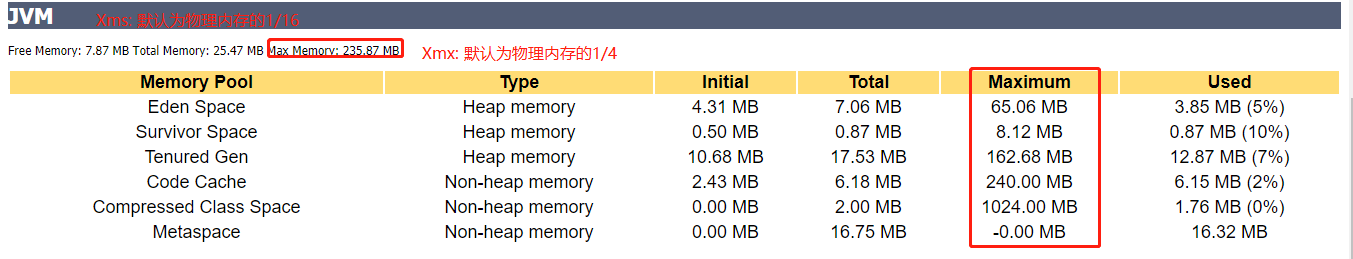 JVM Xms: 默认为物理内存的1/16
Free Memory: 7.87 MB Total Memory: 25.47 MB Max Memory: 235.87 MB Xmx: 默认为物理内存的1/4
Memory Pool Type Initial Total Maximum Used
Eden Space Heap memory 4.31 MB 7.06 MB 65.06 MB 3.85 MB (5%)
Survivor Space Heap memory 0.50 MB 0.87 MB 8.12 MB 0.87 MB (10%)
Tenured Gen Heap memory 10.68 MB 17.53 MB 162.68 MB 12.87 MB (7%)
Code Cache Non-heap memory 2.43 MB 6.18 MB 240.00 MB 6.15 MB (2%)
Compressed Class Space Non-heap memory 0.00 MB 2.00 MB 1024.00 MB 1.76 MB (0%)
Metaspace Non-heap memory 0.00 MB 16.75 MB -0.00 MB 16.32 MB